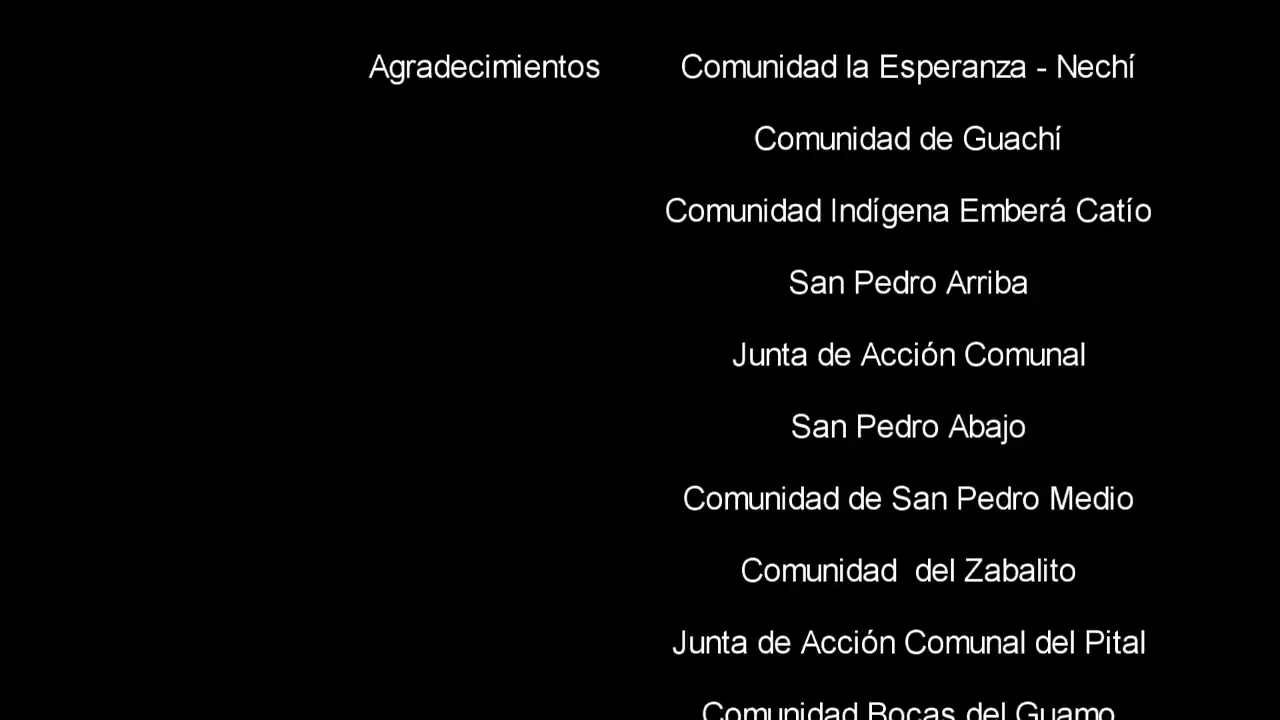 Agradecimientos Comunidad la Esperanza - Nechí
Comunidad de Guachí
Comunidad Indígena Emberá Catío
San Pedro Arriba
Junta de Acción Comunal
San Pedro Abajo
Comunidad de San Pedro Medio
Comunidad  del Zabalito
Junta de Acción Comunal del Pital
Comunidad Bocas del Guamo